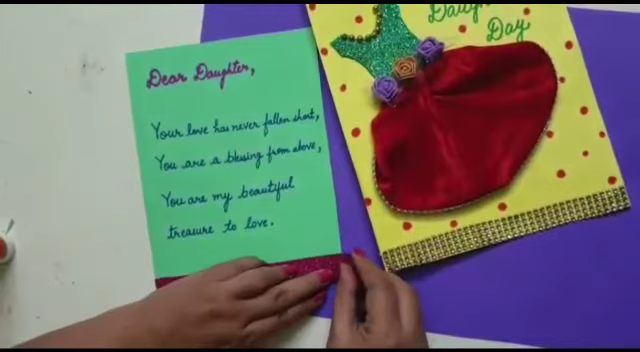 Dear Daughter,
Your love has never fallen short,
You are a blessing from above,
You are my beautiful
treasure to love.
Day